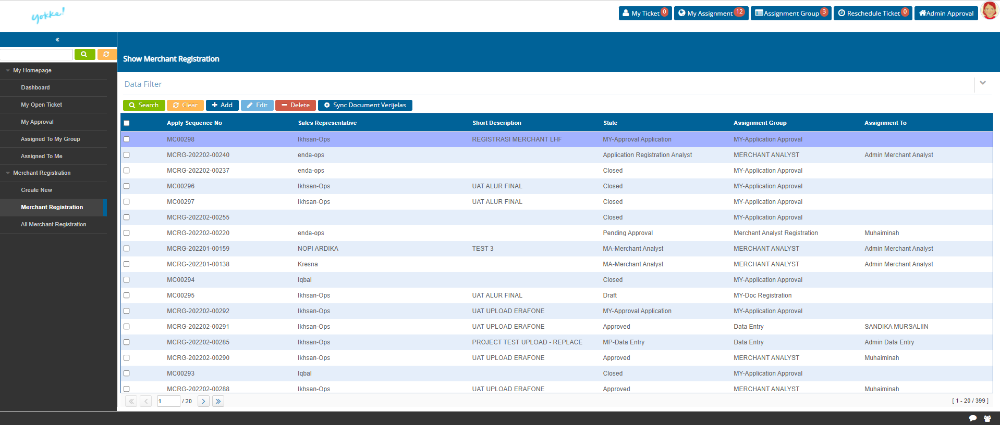 yokke!
My Ticket 0 My Assignment 12 Assignment Group 3 Reschedule Ticket 0 Admin Approval
Show Merchant Registration
My Homepage
Dashboard
My Open Ticket
My Approval
Assigned To My Group
Assigned To Me
Merchant Registration
Create New
Merchant Registration
All Merchant Registration
Data Filter
Search Clear Add Edit Delete Sync Document Verijelas
Apply Sequence No Sales Representative Short Description State Assignment Group Assignment To
MC00298 Ikhsan-Ops REGISTRASI MERCHANT LHF MY-Approval Application MY-Application Approval
MCRG-202202-00240 enda-ops Application Registration Analyst MERCHANT ANALYST Admin Merchant Analyst
MCRG-202202-00237 enda-ops Closed MY-Application Approval
MC00296 Ikhsan-Ops UAT ALUR FINAL Closed MY-Application Approval
MC00297 Ikhsan-Ops UAT ALUR FINAL Closed MY-Application Approval
MCRG-202202-00255 Closed MY-Application Approval
MCRG-202202-00220 enda-ops Pending Approval Merchant Analyst Registration Muhaiminah
MCRG-202201-00159 NOPI ARDIKA TEST 3 MA-Merchant Analyst MERCHANT ANALYST Admin Merchant Analyst
MCRG-202201-00138 Kresna MA-Merchant Analyst MERCHANT ANALYST Admin Merchant Analyst
MC00294 Iqbal Closed MY-Application Approval
MC00295 Ikhsan-Ops UAT ALUR FINAL Draft MY-Doc Registration
MCRG-202202-00292 Ikhsan-Ops UAT UPLOAD ERAFONE MY-Approval Application MY-Application Approval
MCRG-202202-00291 Ikhsan-Ops UAT UPLOAD ERAFONE Approved Data Entry SANDIKA MURSALIIN
MCRG-202202-00285 Ikhsan-Ops PROJECT TEST UPLOAD - REPLACE MP-Data Entry Data Entry Admin Data Entry
MCRG-202202-00290 Ikhsan-Ops UAT UPLOAD ERAFONE Approved MERCHANT ANALYST Muhaiminah
MC00293 Iqbal Closed MY-Application Approval
MCRG-202202-00288 Ikhsan-Ops UAT UPLOAD ERAFONE Approved MERCHANT ANALYST Muhaiminah
1 / 20 [ 1 - 20 / 399 ]